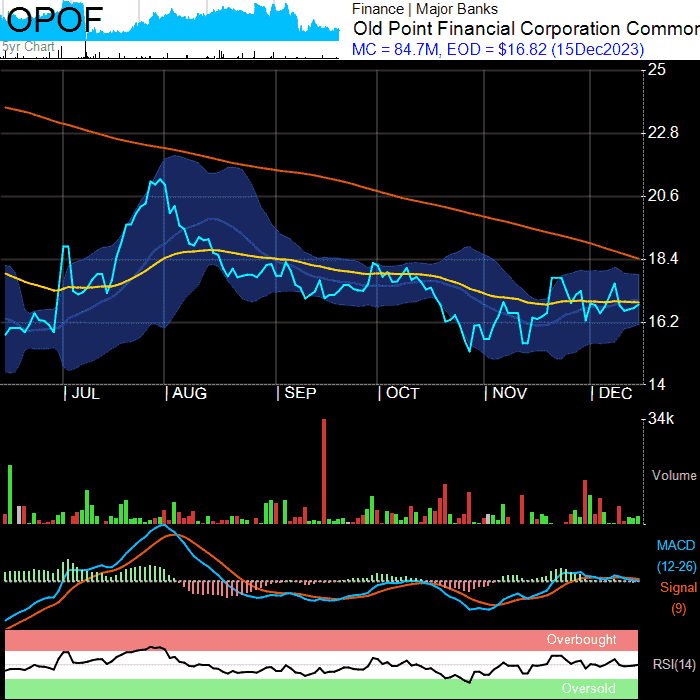 OPOF
5yr Chart
Finance | Major Banks
Old Point Financial Corporation Common
MC = 84.7M, EOD = $16.82 (15Dec2023)
25
22.8
20.6
18.4
16.2
14
JUL
AUG
SEP
OCT
NOV
DEC
34k
Volume
MACD
(12-26)
Signal
(9)
Overbought
RSI(14)
Oversold